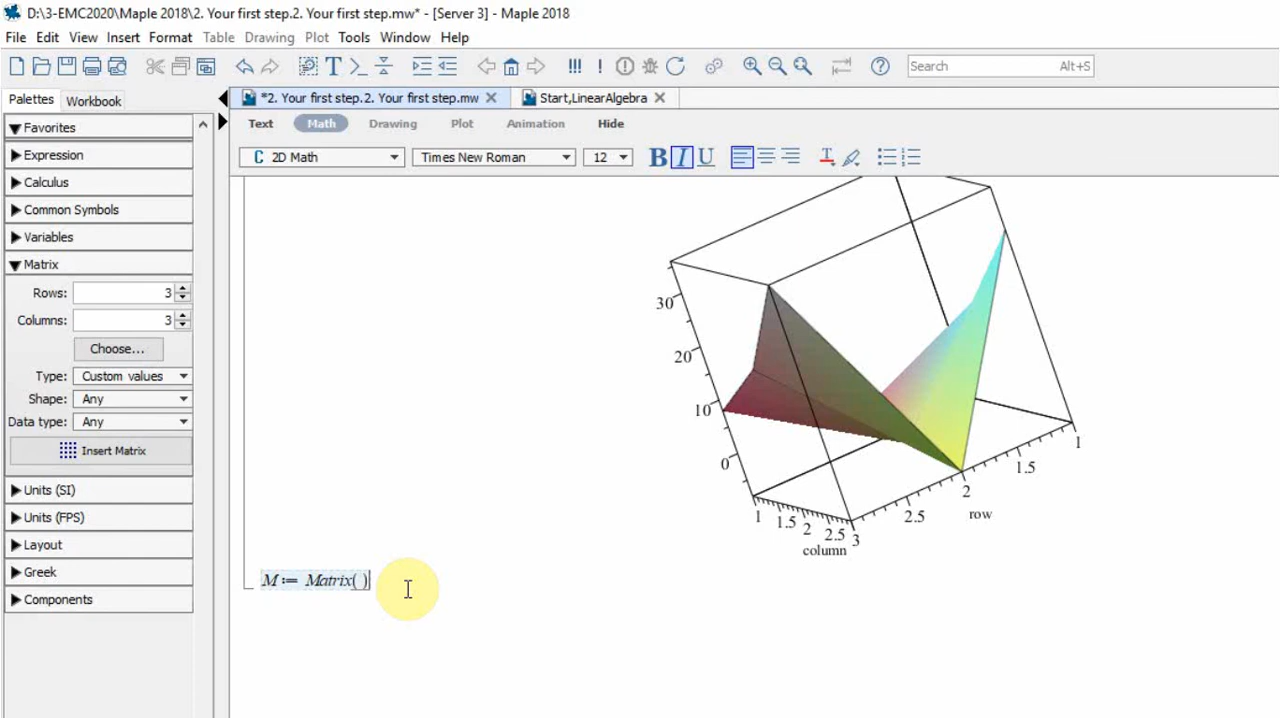 D:\3-EMC2020\Maple 2018\2. Your first step.2. Your first step.mw* - [Server 3] - Maple 2018
File Edit View Insert Format Table Drawing Plot Tools Window Help
Search Alt+S
Palettes Workbook
*2. Your first step.2. Your first step.mw Start,LinearAlgebra
Text Math Drawing Plot Animation Hide
C 2D Math Times New Roman 12 B I U
Favorites
Expression
Calculus
Common Symbols
Variables
Matrix
Rows: 3
Columns: 3
Choose...
Type: Custom values
Shape: Any
Data type: Any
Insert Matrix
Units (SI)
Units (FPS)
Layout
Greek
Components
30
20
10
0
1 1.5 2 2.5 3
column
2.5 2 1.5 1
row
M := Matrix( )